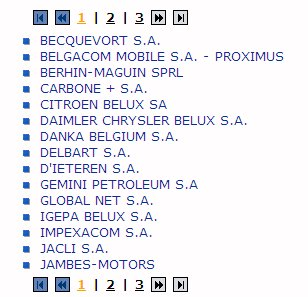 1 | 2 | 3
BECQUEVORT S.A.
BELGACOM MOBILE S.A. - PROXIMUS
BERHIN-MAGUIN SPRL
CARBONE + S.A.
CITROEN BELUX SA
DAIMLER CHRYSLER BELUX S.A.
DANKA BELGIUM S.A.
DELBART S.A.
D'IETEREN S.A.
GEMINI PETROLEUM S.A
GLOBAL NET S.A.
IGEPA BELUX S.A.
IMPEXACOM S.A.
JACLI S.A.
JAMBES-MOTORS
1 | 2 | 3